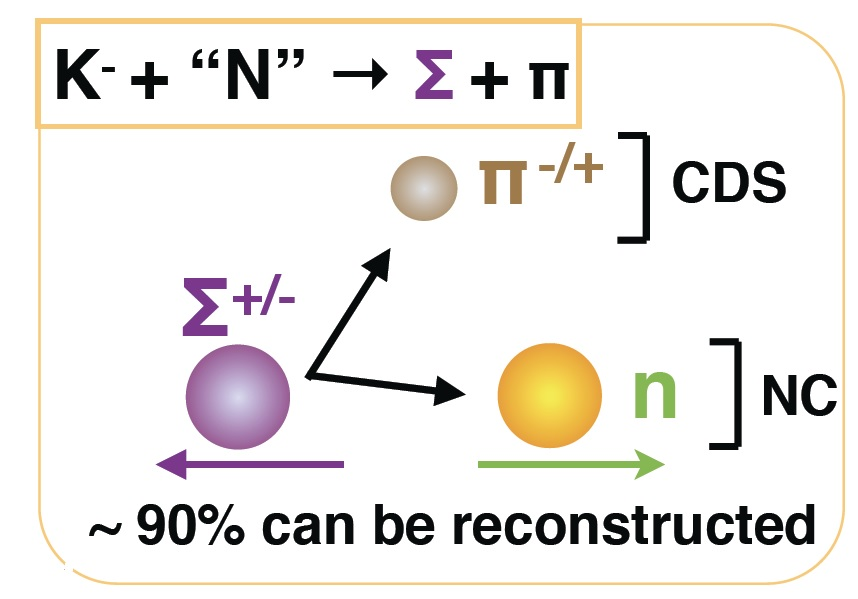 K- + “N” → Σ + π
π -/+ CDS
Σ+/-
n NC
~ 90% can be reconstructed